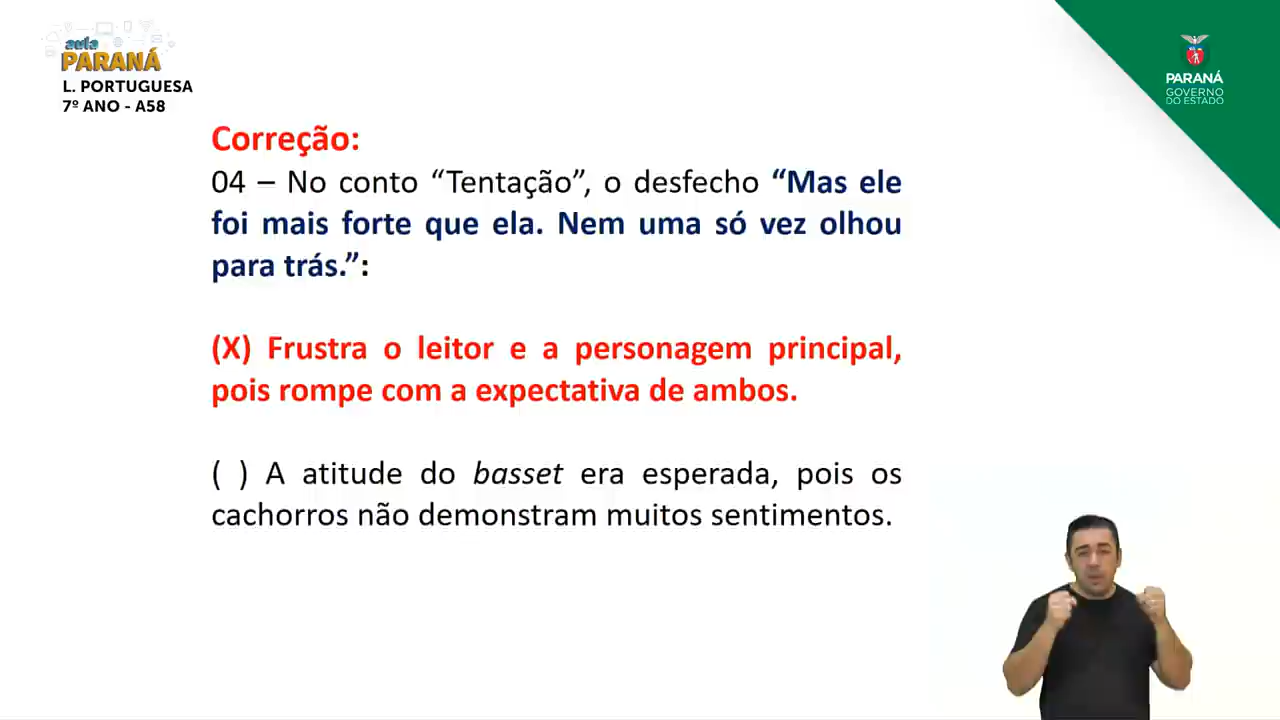 aula
PARANÁ
L. PORTUGUESA
7º ANO - A58
PARANÁ
GOVERNO
DO ESTADO
Correção:
04 – No conto “Tentação”, o desfecho “Mas ele
foi mais forte que ela. Nem uma só vez olhou
para trás.”:
(X) Frustra o leitor e a personagem principal,
pois rompe com a expectativa de ambos.
( ) A atitude do basset era esperada, pois os
cachorros não demonstram muitos sentimentos.